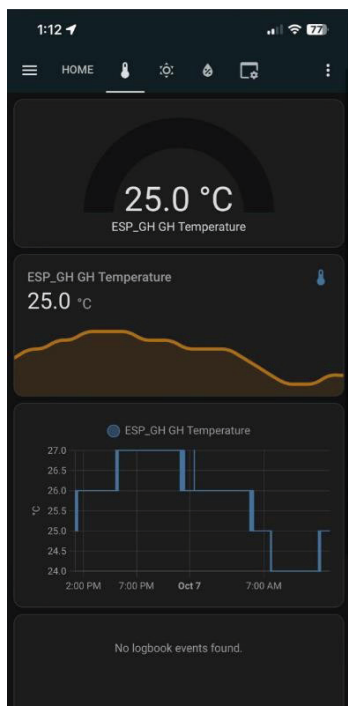 1:12
77
HOME
25.0 °C
ESP_GH GH Temperature
ESP_GH GH Temperature
25.0 °C
ESP_GH GH Temperature
27.0
26.5
26.0
°C
25.5
25.0
24.5
24.0
2:00 PM 7:00 PM Oct 7 7:00 AM
No logbook events found.